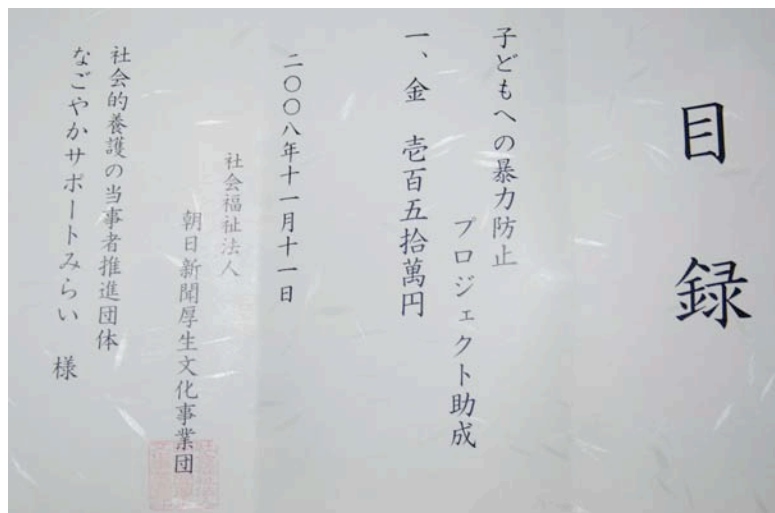 目録
子どもへの暴力防止
プロジェクト助成
一、金　壱百五拾萬円
二〇〇八年十一月十一日
社会福祉法人
朝日新聞厚生文化事業団
社会的養護の当事者推進団体
なごやかサポートみらい　様